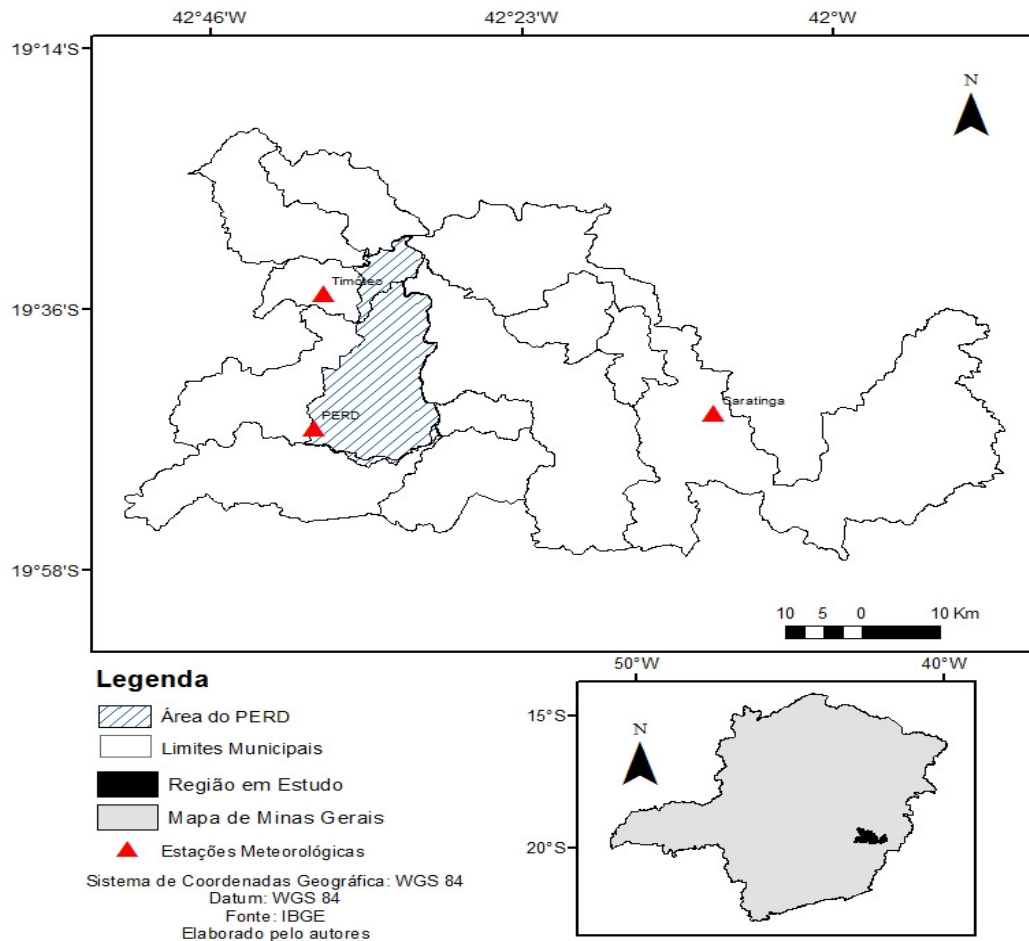 42°46'W 42°23'W 42°W
19°14'S
N
Timóteo
19°36'S
Saratinga
PERD
19°58'S
10 5 0 10 Km
50°W 40°W
Legenda
Área do PERD
Limites Municipais
Região em Estudo
Mapa de Minas Gerais
Estações Meteorológicas
Sistema de Coordenadas Geográfica: WGS 84
Datum: WGS 84
Fonte: IBGE
Elaborado pelo autores
15°S
N
20°S